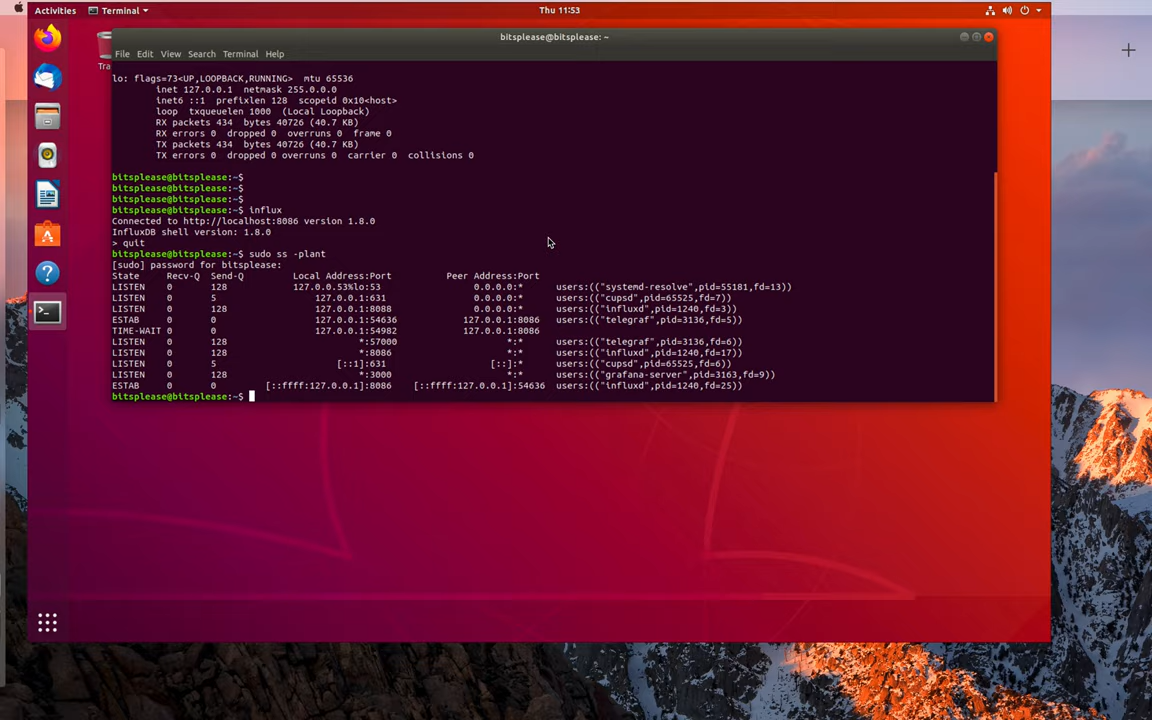 Activities
Terminal
Thu 11:53
bitsplease@bitsplease: ~
File Edit View Search Terminal Help
Tra
lo: flags=73<UP,LOOPBACK,RUNNING>  mtu 65536
inet 127.0.0.1  netmask 255.0.0.0
inet6 ::1  prefixlen 128  scopeid 0x10<host>
loop  txqueuelen 1000  (Local Loopback)
RX packets 434  bytes 40726 (40.7 KB)
RX errors 0  dropped 0  overruns 0  frame 0
TX packets 434  bytes 40726 (40.7 KB)
TX errors 0  dropped 0 overruns 0  carrier 0  collisions 0
bitsplease@bitsplease:~$
bitsplease@bitsplease:~$
bitsplease@bitsplease:~$
bitsplease@bitsplease:~$ influx
Connected to http://localhost:8086 version 1.8.0
InfluxDB shell version: 1.8.0
> quit
bitsplease@bitsplease:~$ sudo ss -plant
[sudo] password for bitsplease:
State Recv-Q Send-Q Local Address:Port Peer Address:Port
LISTEN 0 128 127.0.0.53%lo:53 0.0.0.0:* users:(("systemd-resolve",pid=55181,fd=13))
LISTEN 0 5 127.0.0.1:631 0.0.0.0:* users:(("cupsd",pid=65525,fd=7))
LISTEN 0 128 127.0.0.1:8088 0.0.0.0:* users:(("influxd",pid=1240,fd=3))
ESTAB 0 0 127.0.0.1:54636 127.0.0.1:8086 users:(("telegraf",pid=3136,fd=5))
TIME-WAIT 0 0 127.0.0.1:54982 127.0.0.1:8086
LISTEN 0 128 *:57000 *:* users:(("telegraf",pid=3136,fd=6))
LISTEN 0 128 *:8086 *:* users:(("influxd",pid=1240,fd=17))
LISTEN 0 5 [::1]:631 [::]:* users:(("cupsd",pid=65525,fd=6))
LISTEN 0 128 *:3000 *:* users:(("grafana-server",pid=3163,fd=9))
ESTAB 0 0 [::ffff:127.0.0.1]:8086 [::ffff:127.0.0.1]:54636 users:(("influxd",pid=1240,fd=25))
bitsplease@bitsplease:~$